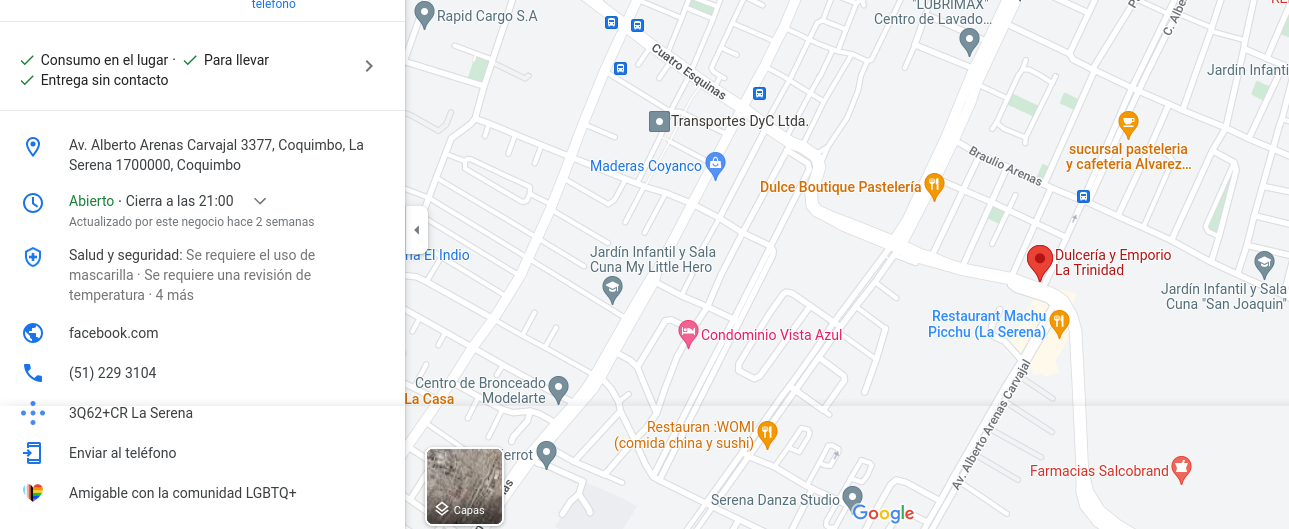 teléfono
Consumo en el lugar · Para llevar
Entrega sin contacto
Av. Alberto Arenas Carvajal 3377, Coquimbo, La
Serena 1700000, Coquimbo
Abierto · Cierra a las 21:00
Actualizado por este negocio hace 2 semanas
Salud y seguridad: Se requiere el uso de
mascarilla · Se requiere una revisión de
temperatura · 4 más
facebook.com
(51) 229 3104
3Q62+CR La Serena
Enviar al teléfono
Amigable con la comunidad LGBTQ+
Rapid Cargo S.A
"LUBRIMAX"
Centro de Lavado...
C. Albe
Cuatro Esquinas
Jardin Infanti
Transportes DyC Ltda.
sucursal pasteleria
y cafeteria Alvarez...
Maderas Coyanco
Braulio Arenas
Dulce Boutique Pastelería
El Indio
Jardín Infantil y Sala
Cuna My Little Hero
Dulcería y Emporio
La Trinidad
Jardín Infantil y Sala
Cuna "San Joaquin"
Restaurant Machu
Picchu (La Serena)
Condominio Vista Azul
Centro de Bronceado
Modelarte
La Casa
Av. Alberto Arenas Carvajal
Restauran :WOMI
(comida china y sushi)
errot
Farmacias Salcobrand
Serena Danza Studio
Capas
Google